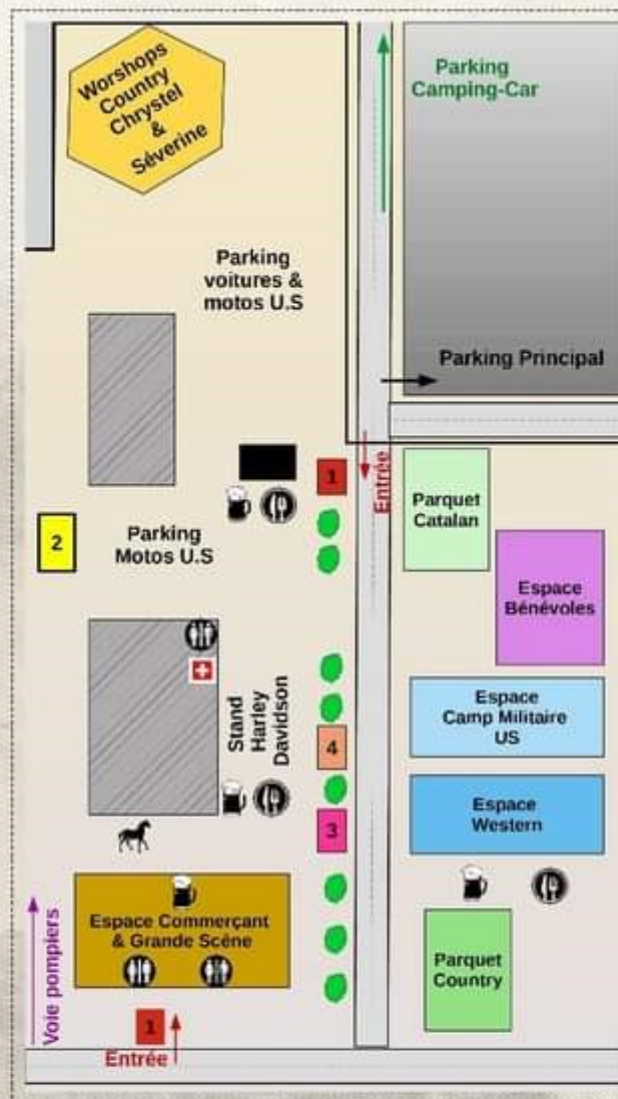 Worshops
Country
Chrystel
&
Séverine
Parking
Camping-Car
Parking
voitures &
motos U.S
Parking Principal
1
Entrée
Parquet
Catalan
2
Parking
Motos U.S
Espace
Bénévoles
Stand
Harley
Davidson
Espace
Camp Militaire
US
4
3
Espace
Western
Espace Commerçant
& Grande Scéne
Parquet
Country
Voie pompiers
1
Entrée